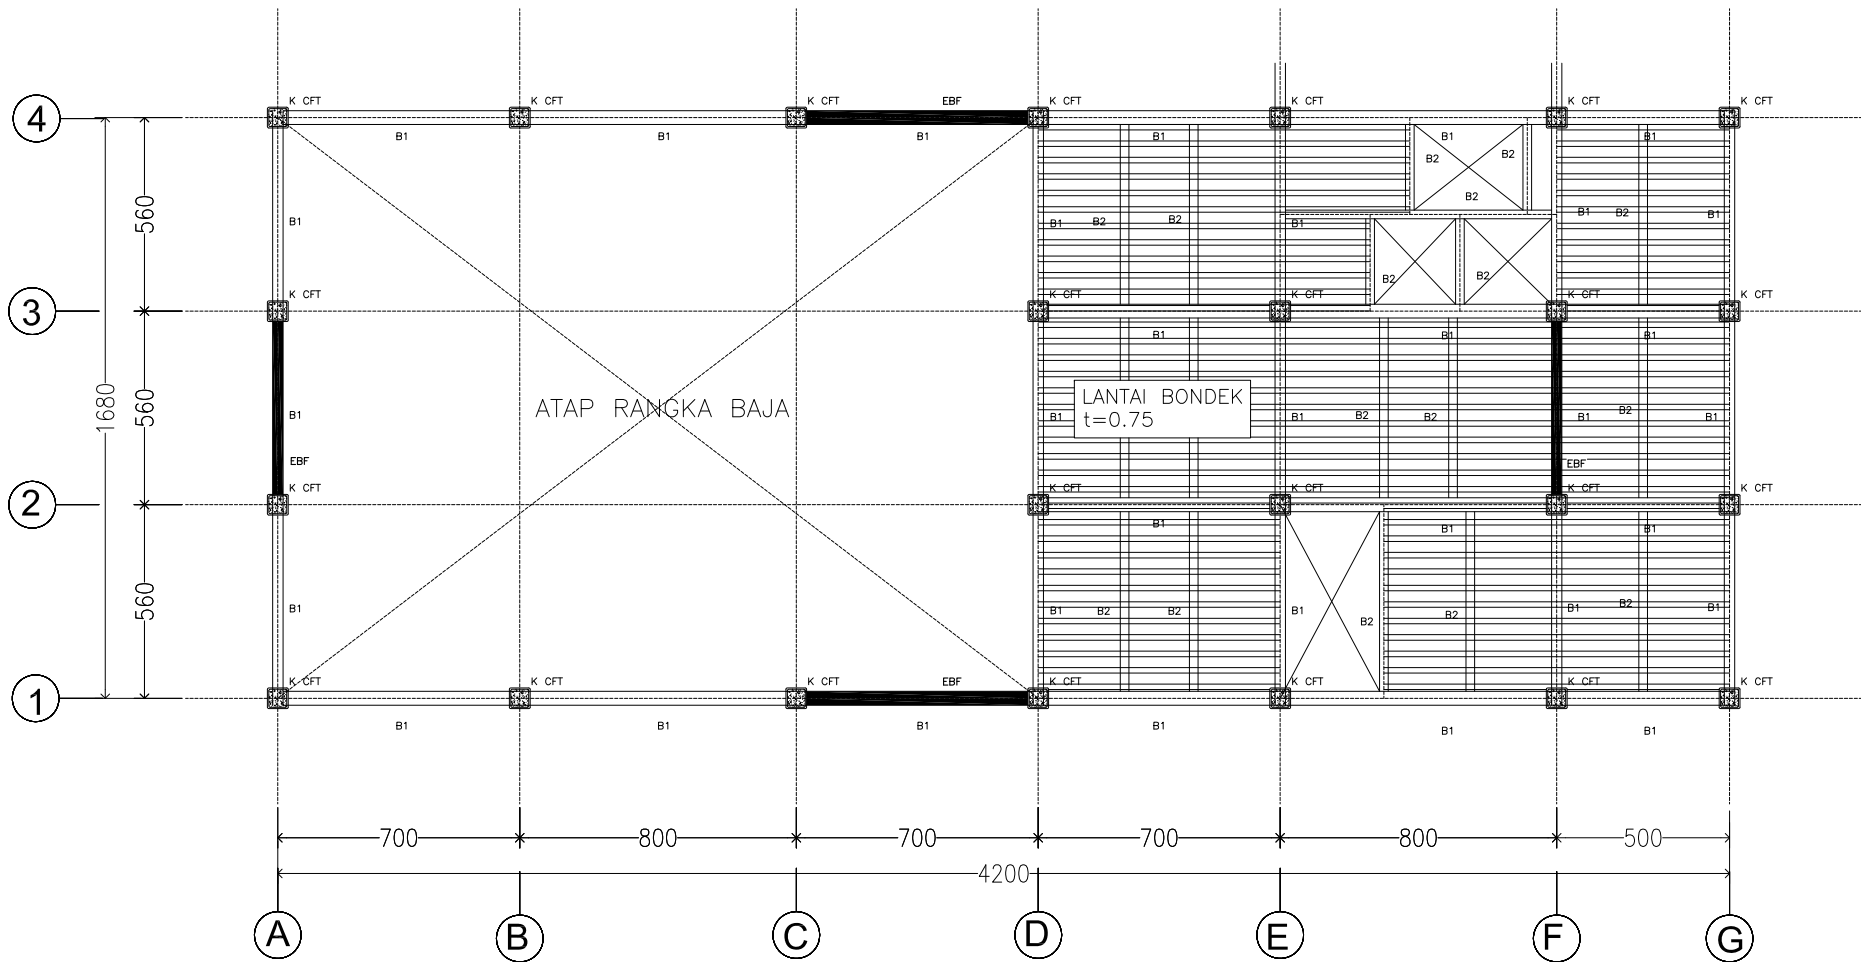 K CFT K CFT K CFT EBF K CFT K CFT K CFT K CFT
4
B1 B1 B1 B1 B1 B1
B2 B2
B2
560
B1 B1 B2 B2 B1 B1 B2 B1
B2 B2
K CFT K CFT K CFT K CFT K CFT
3
B1 B1 B1
1680
560
ATAP RANGKA BAJA
LANTAI BONDEK
t=0.75
B1 B1 B1 B2 B2 B1 B2 B1
EBF EBF
K CFT K CFT K CFT K CFT K CFT
2
B1 B1 B1
560
B1 B1 B2 B2 B1 B2 B2 B1 B2 B1
K CFT K CFT K CFT EBF K CFT K CFT K CFT K CFT
1
B1 B1 B1 B1 B1 B1
700 800 700 700 800 500
4200
A B C D E F G